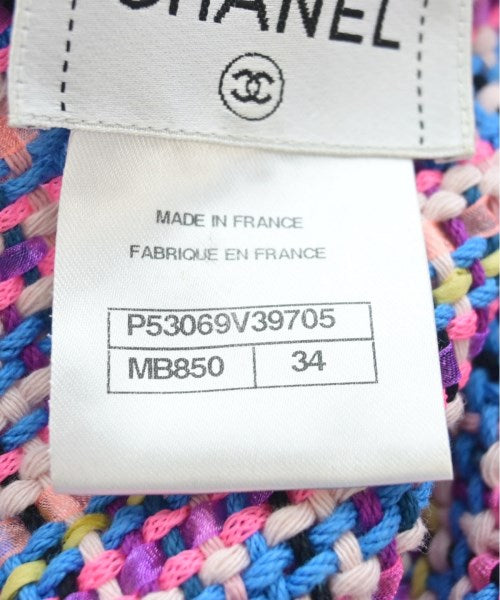 CHANEL
MADE IN FRANCE
FABRIQUE EN FRANCE
P53069V39705
MB850 34